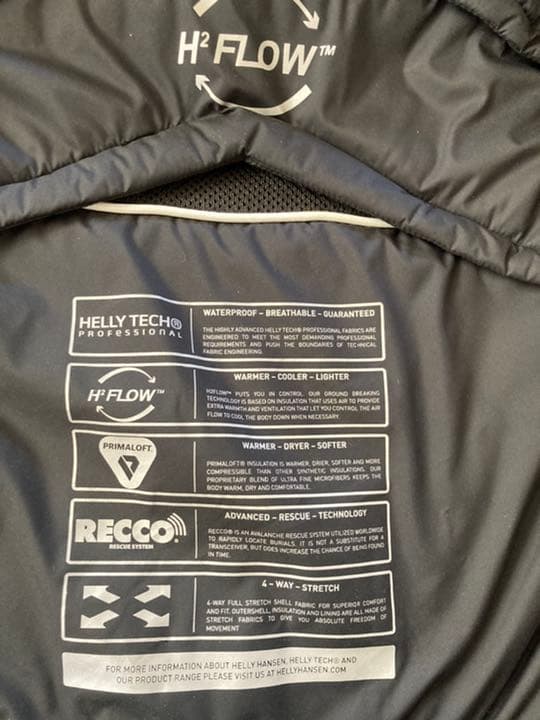 H² FLOW™
HELLY TECH®
PROFESSIONAL
WATERPROOF – BREATHABLE – GUARANTEED
THE HIGHLY ADVANCED HELLY TECH® PROFESSIONAL FABRICS ARE
ENGINEERED TO MEET THE MOST DEMANDING PROFESSIONAL
REQUIREMENTS AND PUSH THE BOUNDARIES OF TECHNICAL
FABRIC ENGINEERING.
H² FLOW™
WARMER – COOLER – LIGHTER
H2FLOW™ PUTS YOU IN CONTROL. OUR GROUND BREAKING
TECHNOLOGY IS BASED ON INSULATION THAT USES AIR TO PROVIDE
EXTRA WARMTH AND VENTILATION THAT LET YOU CONTROL THE AIR
FLOW TO COOL THE BODY DOWN WHEN NECESSARY.
PRIMALOFT®
WARMER – DRYER – SOFTER
PRIMALOFT® INSULATION IS WARMER, DRIER, SOFTER AND MORE
COMPRESSIBLE THAN OTHER SYNTHETIC INSULATIONS. OUR
PROPRIETARY BLEND OF ULTRA FINE MICROFIBERS KEEPS THE
BODY WARM, DRY AND COMFORTABLE.
RECCO®
RESCUE SYSTEM
ADVANCED – RESCUE – TECHNOLOGY
RECCO® IS AN AVALANCHE RESCUE SYSTEM UTILIZED WORLDWIDE
TO RAPIDLY LOCATE BURIALS. IT IS NOT A SUBSTITUTE FOR A
TRANSCEIVER, BUT DOES INCREASE THE CHANCE OF BEING FOUND
IN TIME.
4 – WAY – STRETCH
4-WAY FULL STRETCH SHELL FABRIC FOR SUPERIOR COMFORT
AND FIT. OUTERSHELL, INSULATION AND LINING ARE ALL MADE OF
STRETCH FABRICS TO GIVE YOU ABSOLUTE FREEDOM OF
MOVEMENT
FOR MORE INFORMATION ABOUT HELLY HANSEN, HELLY TECH® AND
OUR PRODUCT RANGE PLEASE VISIT US AT HELLYHANSEN.COM